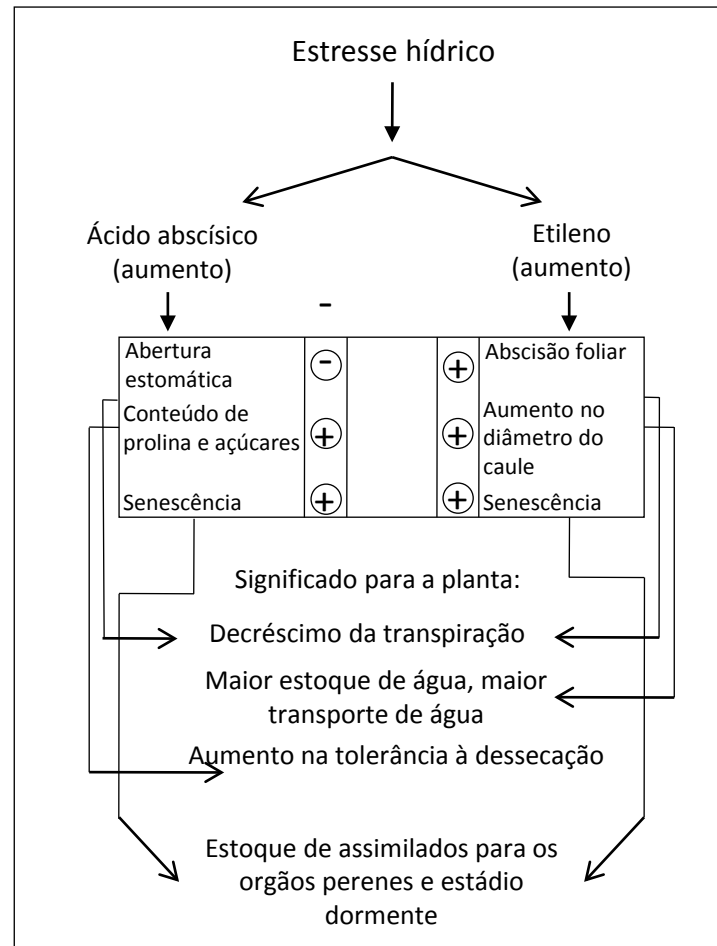 Estresse hídrico
Ácido abscísico
(aumento)
Etileno
(aumento)
-
Abertura
estomática
-
Conteúdo de
prolina e açúcares
+
Senescência
+
+
Abscisão foliar
+
Aumento no
diâmetro do
caule
+
Senescência
Significado para a planta:
Decréscimo da transpiração
Maior estoque de água, maior
transporte de água
Aumento na tolerância à dessecação
Estoque de assimilados para os
orgãos perenes e estádio
dormente